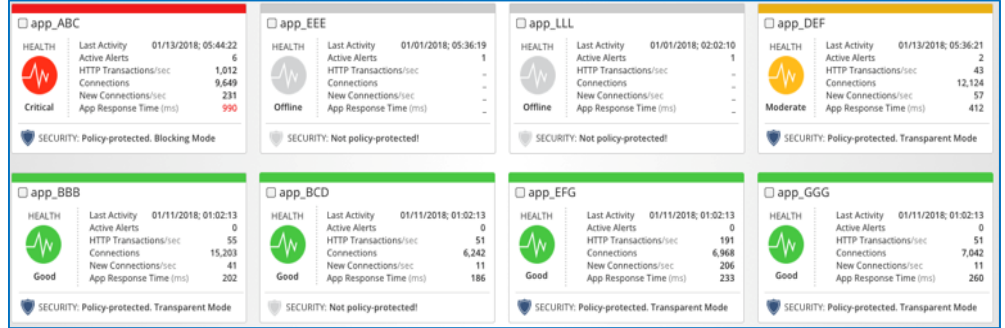 app_ABC
HEALTH
Critical
Last Activity 01/13/2018; 05:44:22
Active Alerts 6
HTTP Transactions/sec 1,012
Connections 9,649
New Connections/sec 231
App Response Time (ms) 990
SECURITY: Policy-protected. Blocking Mode
app_EEE
HEALTH
Offline
Last Activity 01/01/2018; 05:36:19
Active Alerts 1
HTTP Transactions/sec _
Connections _
New Connections/sec _
App Response Time (ms) _
SECURITY: Not policy-protected!
app_LLL
HEALTH
Offline
Last Activity 01/01/2018; 02:02:10
Active Alerts 1
HTTP Transactions/sec _
Connections _
New Connections/sec _
App Response Time (ms) _
SECURITY: Not policy-protected!
app_DEF
HEALTH
Moderate
Last Activity 01/13/2018; 05:36:21
Active Alerts 2
HTTP Transactions/sec 43
Connections 12,124
New Connections/sec 57
App Response Time (ms) 412
SECURITY: Policy-protected. Transparent Mode
app_BBB
HEALTH
Good
Last Activity 01/11/2018; 01:02:13
Active Alerts 0
HTTP Transactions/sec 55
Connections 15,203
New Connections/sec 41
App Response Time (ms) 202
SECURITY: Policy-protected. Transparent Mode
app_BCD
HEALTH
Good
Last Activity 01/11/2018; 01:02:13
Active Alerts 0
HTTP Transactions/sec 51
Connections 6,242
New Connections/sec 11
App Response Time (ms) 186
SECURITY: Not policy-protected!
app_EFG
HEALTH
Good
Last Activity 01/11/2018; 01:02:13
Active Alerts 0
HTTP Transactions/sec 191
Connections 6,968
New Connections/sec 206
App Response Time (ms) 233
SECURITY: Policy-protected. Transparent Mode
app_GGG
HEALTH
Good
Last Activity 01/11/2018; 01:02:13
Active Alerts 0
HTTP Transactions/sec 51
Connections 7,042
New Connections/sec 11
App Response Time (ms) 260
SECURITY: Policy-protected. Transparent Mode